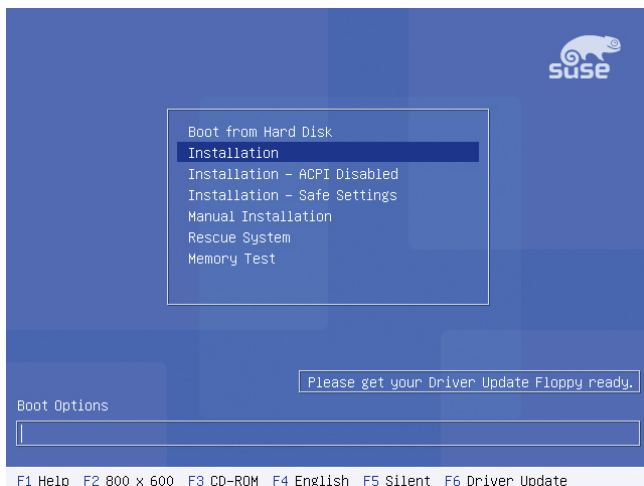 SUSE
Boot from Hard Disk
Installation
Installation - ACPI Disabled
Installation - Safe Settings
Manual Installation
Rescue System
Memory Test
Please get your Driver Update Floppy ready.
Boot Options
F1 Help F2 800 x 600 F3 CD-ROM F4 English F5 Silent F6 Driver Update